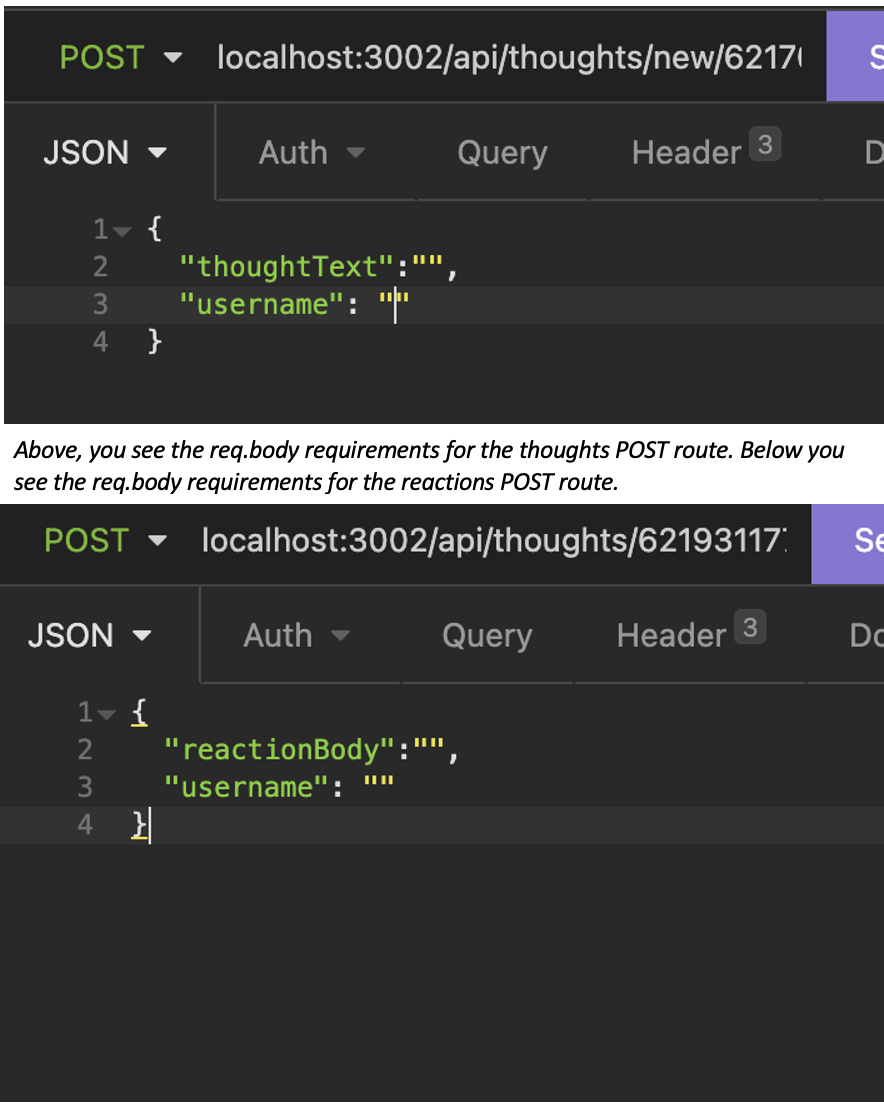 POST localhost:3002/api/thoughts/new/6217
JSON Auth Query Header 3
1 {
2 "thoughtText":"",
3 "username": ""
4 }
Above, you see the req.body requirements for the thoughts POST route. Below you
see the req.body requirements for the reactions POST route.
POST localhost:3002/api/thoughts/621931177 Se
JSON Auth Query Header 3 Do
1 {
2 "reactionBody":"",
3 "username": ""
4 }